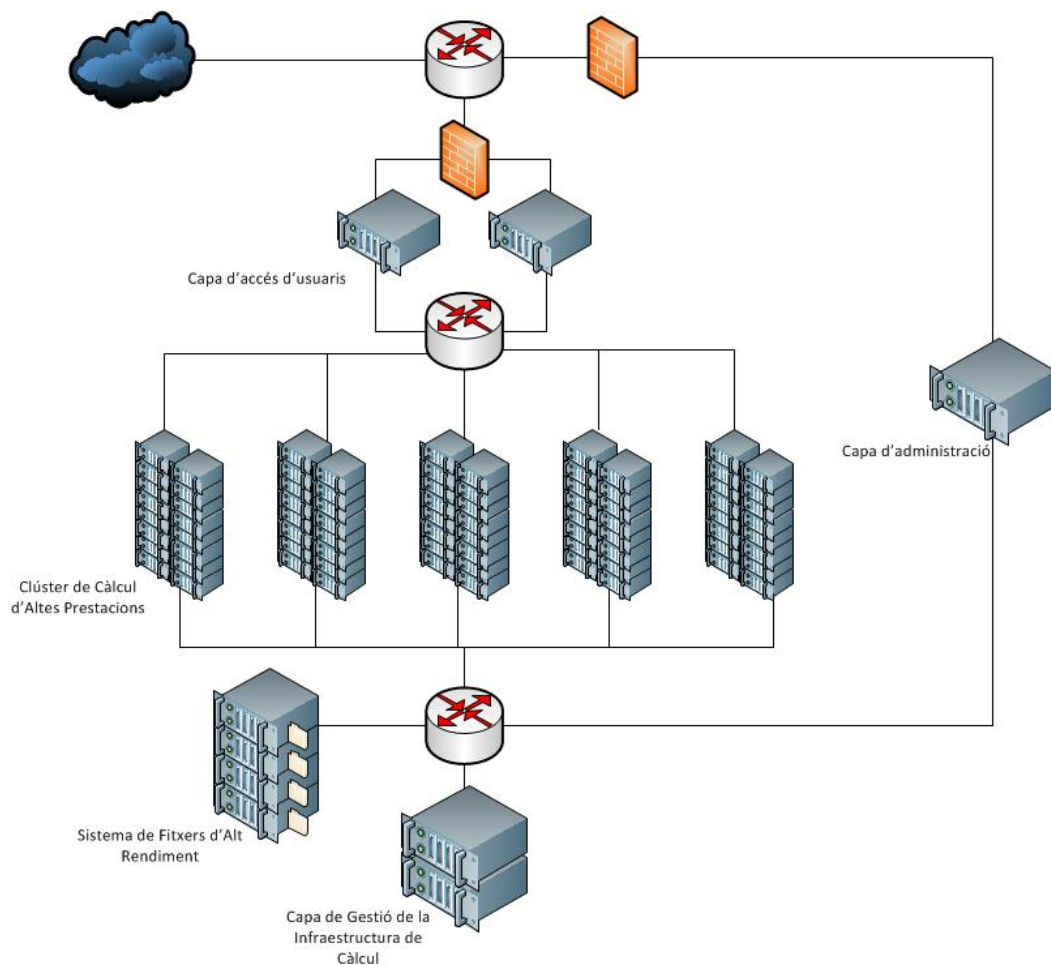 Capa d'accés d'usuaris
Capa d'administració
Clúster de Càlcul
d'Altes Prestacions
Sistema de Fitxers d'Alt
Rendiment
Capa de Gestió de la
Infraestructura de
Càlcul